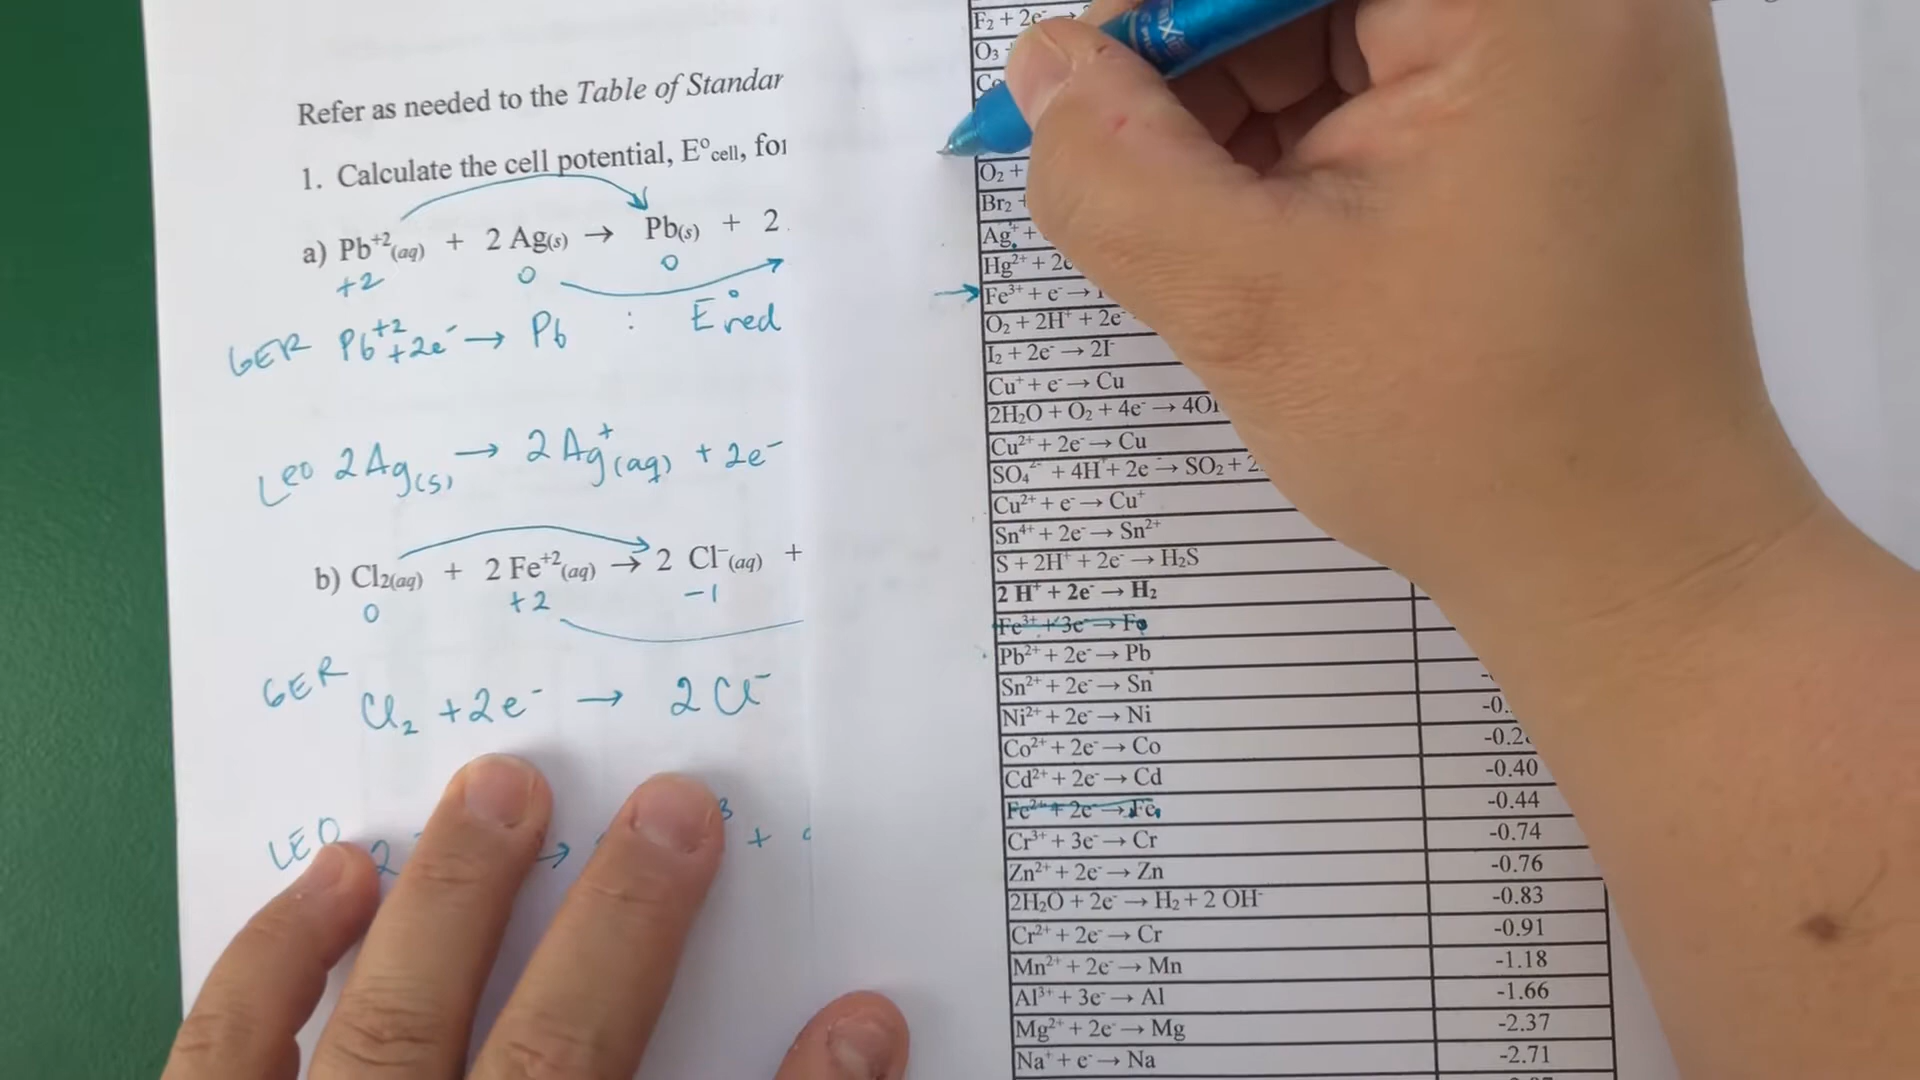 Refer as needed to the Table of Standar
1. Calculate the cell potential, E°cell, for
a) Pb⁺²(aq) + 2 Ag(s) → Pb(s) + 2
+2 0 0
GER Pb⁺² + 2e⁻ → Pb : E°red
LEO 2Ag(s) → 2Ag⁺(aq) + 2e⁻
b) Cl₂(aq) + 2 Fe⁺²(aq) → 2 Cl⁻(aq) +
0 +2 -1
GER Cl₂ + 2e⁻ → 2Cl⁻
LEO 2 → 3 +
F₂ + 2e⁻ →
O₃
Co
O₂ +
Br₂ +
Ag⁺ +
Hg²⁺ + 2e
→ Fe³⁺ + e⁻ →
O₂ + 2H⁺ + 2e⁻
I₂ + 2e⁻ → 2I⁻
Cu⁺ + e⁻ → Cu
2H₂O + O₂ + 4e⁻ → 4O
Cu²⁺ + 2e⁻ → Cu
SO₄²⁻ + 4H⁺ + 2e⁻ → SO₂ + 2
Cu²⁺ + e⁻ → Cu⁺
Sn⁴⁺ + 2e⁻ → Sn²⁺
S + 2H⁺ + 2e⁻ → H₂S
2 H⁺ + 2e⁻ → H₂
Fe³⁺ + 3e⁻ → Fe
Pb²⁺ + 2e⁻ → Pb
Sn²⁺ + 2e⁻ → Sn
Ni²⁺ + 2e⁻ → Ni -0.
Co²⁺ + 2e⁻ → Co -0.2
Cd²⁺ + 2e⁻ → Cd -0.40
Fe²⁺ + 2e⁻ → Fe -0.44
Cr³⁺ + 3e⁻ → Cr -0.74
Zn²⁺ + 2e⁻ → Zn -0.76
2H₂O + 2e⁻ → H₂ + 2 OH⁻ -0.83
Cr²⁺ + 2e⁻ → Cr -0.91
Mn²⁺ + 2e⁻ → Mn -1.18
Al³⁺ + 3e⁻ → Al -1.66
Mg²⁺ + 2e⁻ → Mg -2.37
Na⁺ + e⁻ → Na -2.71